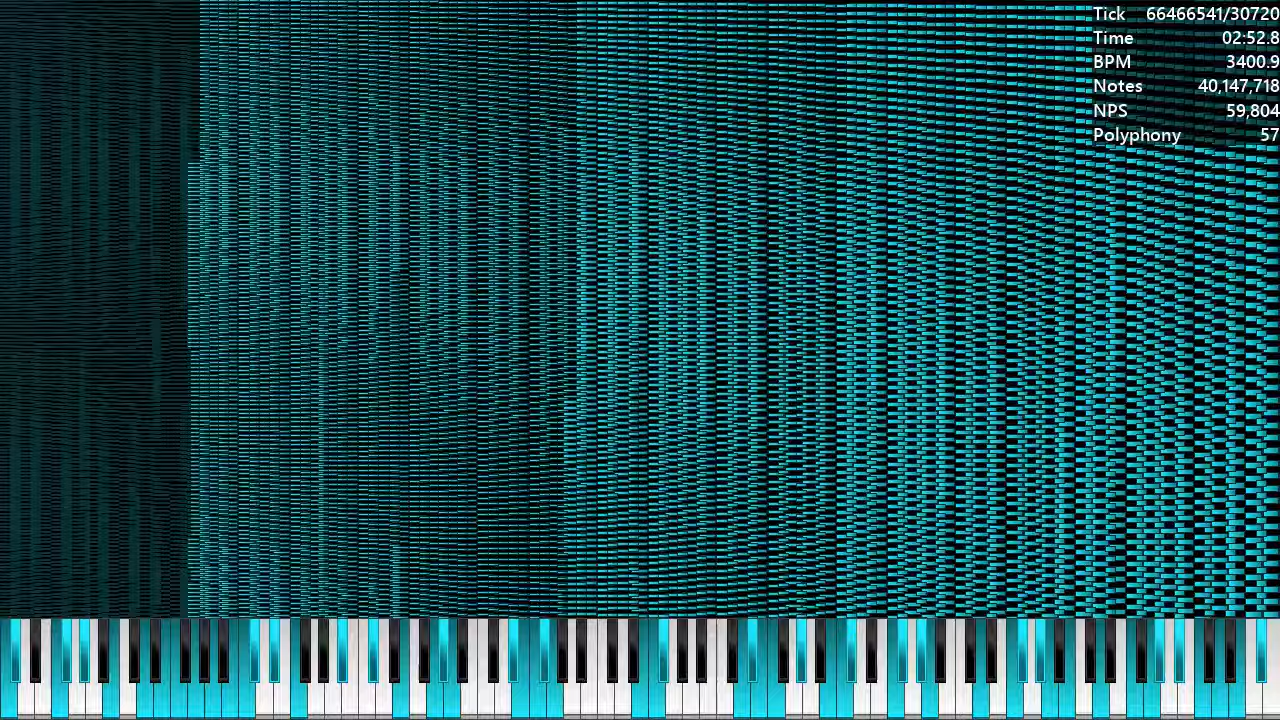 Tick 66466541/30720
Time 02:52.8
BPM 3400.9
Notes 40,147,718
NPS 59,804
Polyphony 57